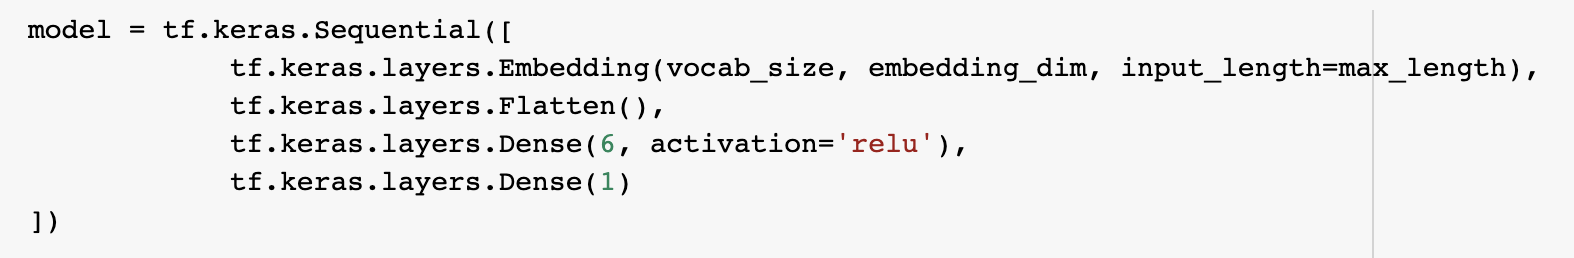 model = tf.keras.Sequential([
            tf.keras.layers.Embedding(vocab_size, embedding_dim, input_length=max_length),
            tf.keras.layers.Flatten(),
            tf.keras.layers.Dense(6, activation='relu'),
            tf.keras.layers.Dense(1)
])